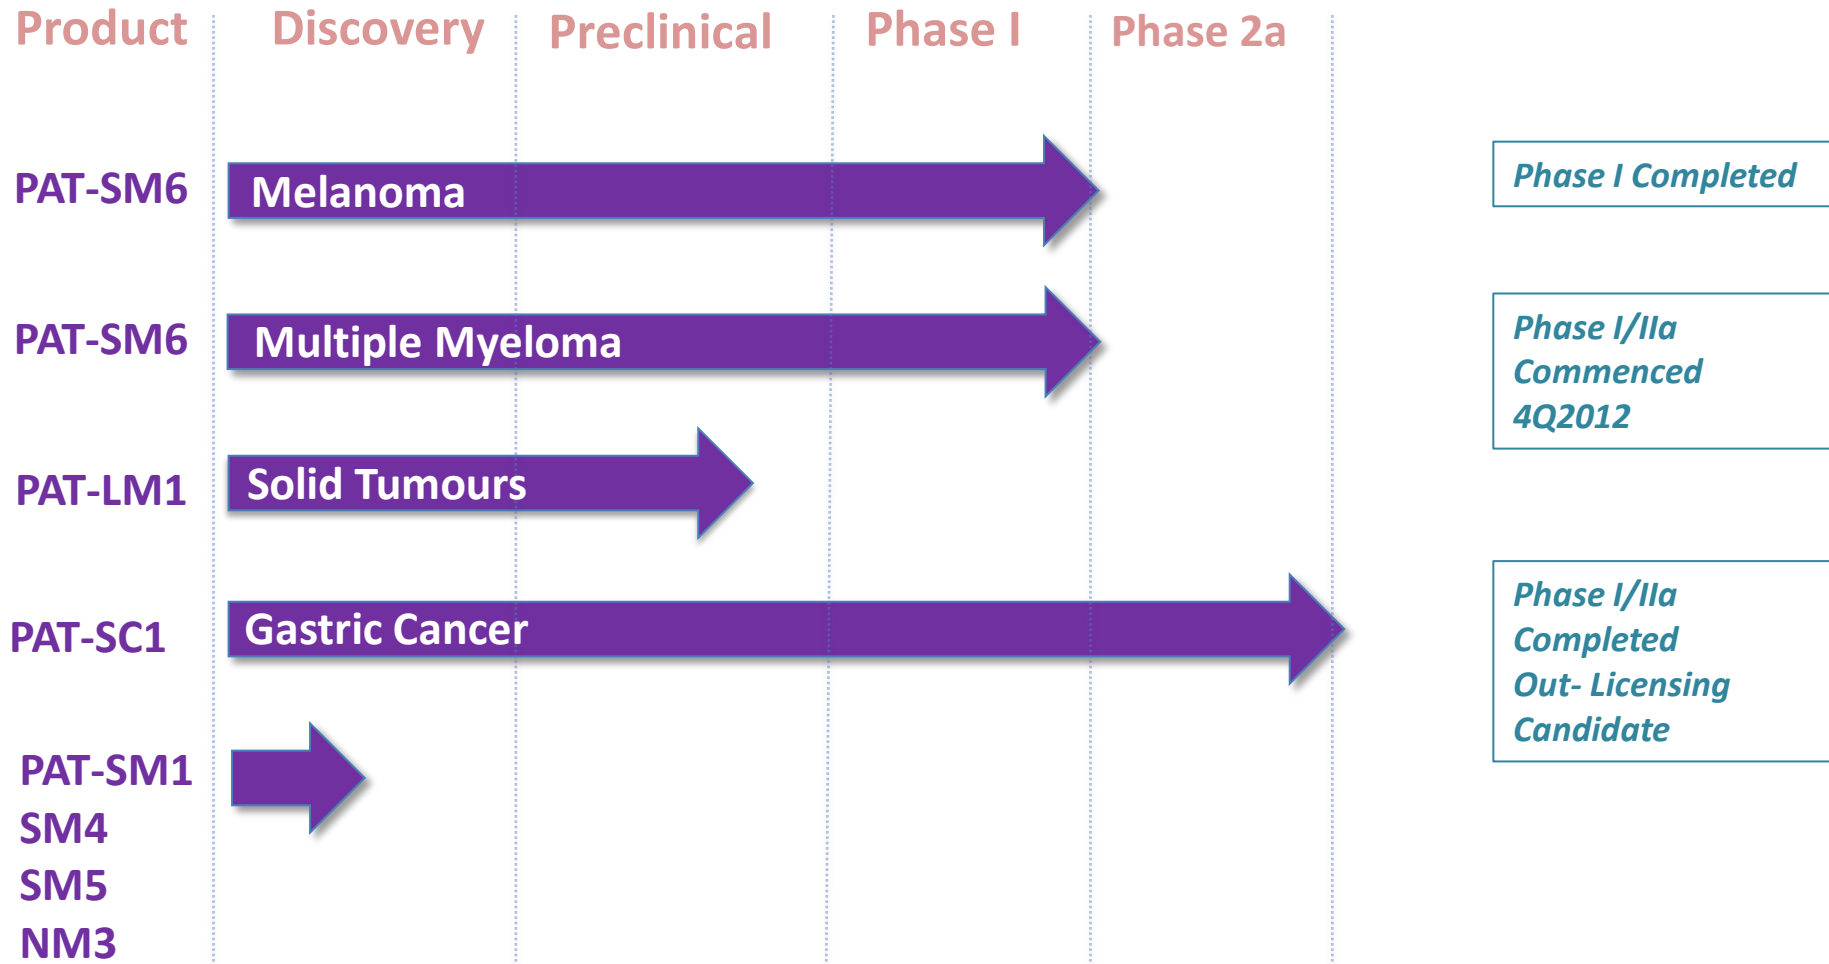 Product Discovery Preclinical Phase I Phase 2a
PAT-SM6 Melanoma Phase I Completed
PAT-SM6 Multiple Myeloma Phase I/IIa
Commenced
4Q2012
PAT-LM1 Solid Tumours
PAT-SC1 Gastric Cancer Phase I/IIa
Completed
Out- Licensing
Candidate
PAT-SM1
SM4
SM5
NM3